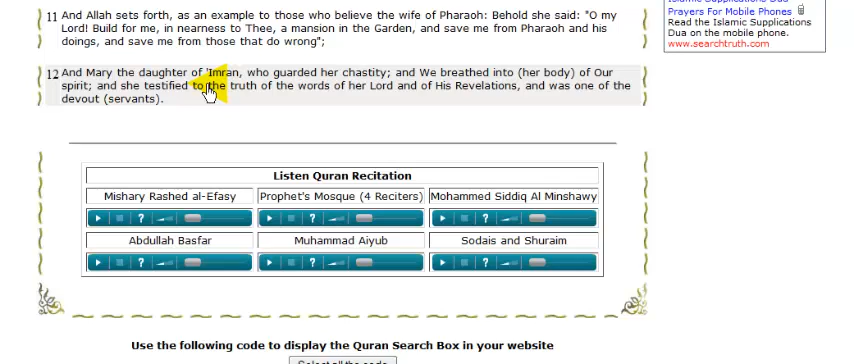 11 And Allah sets forth, as an example to those who believe the wife of Pharaoh: Behold she said: "O my
Lord! Build for me, in nearness to Thee, a mansion in the Garden, and save me from Pharaoh and his
doings, and save me from those that do wrong";
12 And Mary the daughter of 'Imran, who guarded her chastity; and We breathed into (her body) of Our
spirit; and she testified to the truth of the words of her Lord and of His Revelations, and was one of the
devout (servants).
Islamic Supplications Dua
Prayers For Mobile Phones
Read the Islamic Supplications
Dua on the mobile phone.
www.searchtruth.com
Listen Quran Recitation
Mishary Rashed al-Efasy
Prophet's Mosque (4 Reciters)
Mohammed Siddiq Al Minshawy
? ? ?
Abdullah Basfar
Muhammad Aiyub
Sodais and Shuraim
? ? ?
Use the following code to display the Quran Search Box in your website
Select all the code